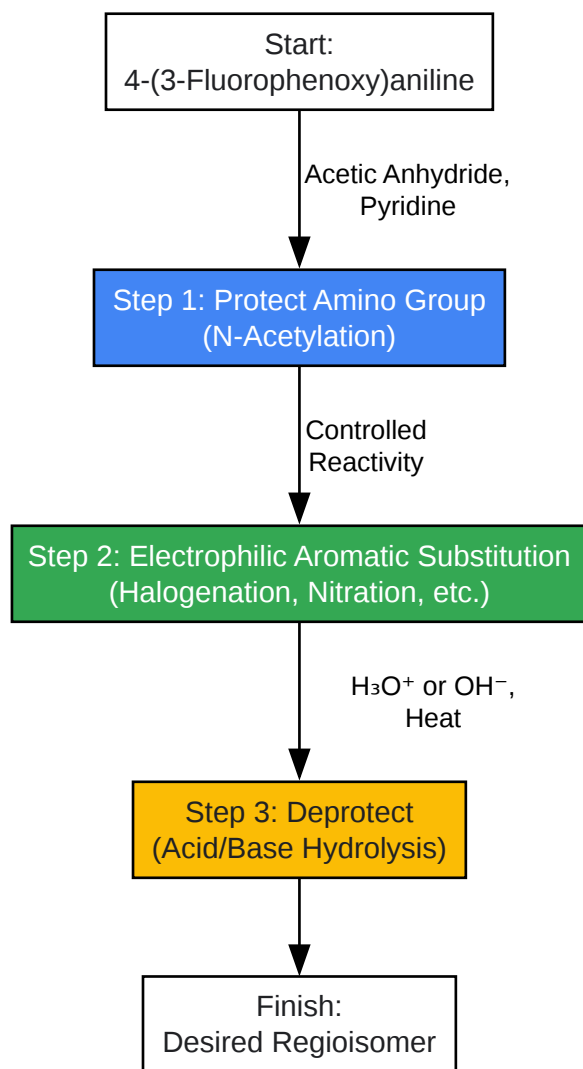 Start:
4-(3-Fluorophenoxy)aniline
Acetic Anhydride,
Pyridine
Step 1: Protect Amino Group
(N-Acetylation)
Controlled
Reactivity
Step 2: Electrophilic Aromatic Substitution
(Halogenation, Nitration, etc.)
H₃O⁺ or OH⁻,
Heat
Step 3: Deprotect
(Acid/Base Hydrolysis)
Finish:
Desired Regioisomer